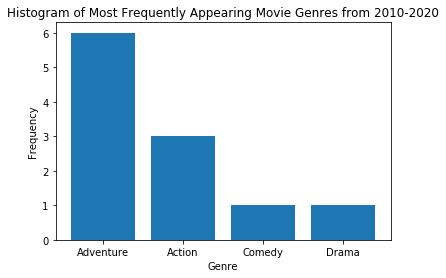 Histogram of Most Frequently Appearing Movie Genres from 2010-2020
6
5
4
3
2
1
0
Frequency
Adventure Action Comedy Drama
Genre